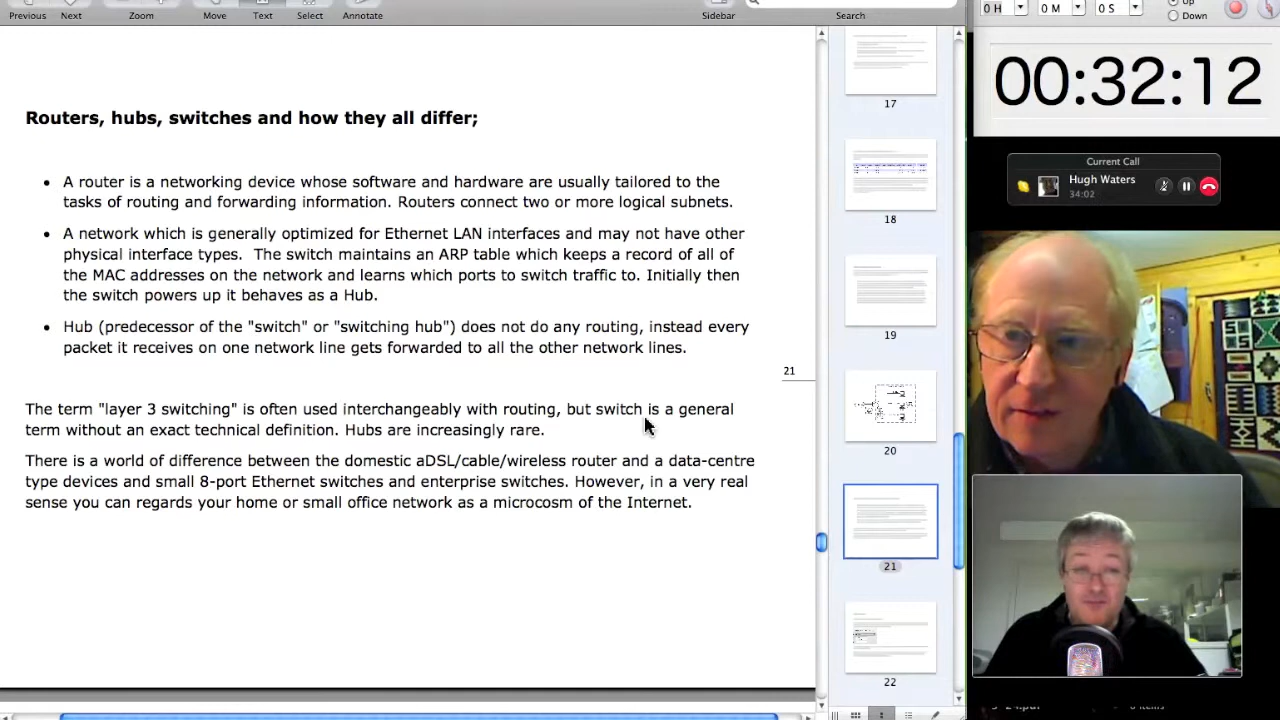 Previous Next Zoom Move Text Select Annotate Sidebar Search
Routers, hubs, switches and how they all differ;
• A router is a networking device whose software and hardware are usually tailored to the
tasks of routing and forwarding information. Routers connect two or more logical subnets.
• A network which is generally optimized for Ethernet LAN interfaces and may not have other
physical interface types. The switch maintains an ARP table which keeps a record of all of
the MAC addresses on the network and learns which ports to switch traffic to. Initially then
the switch powers up it behaves as a Hub.
• Hub (predecessor of the "switch" or "switching hub") does not do any routing, instead every
packet it receives on one network line gets forwarded to all the other network lines.
21
The term "layer 3 switching" is often used interchangeably with routing, but switch is a general
term without an exact technical definition. Hubs are increasingly rare.
There is a world of difference between the domestic aDSL/cable/wireless router and a data-centre
type devices and small 8-port Ethernet switches and enterprise switches. However, in a very real
sense you can regards your home or small office network as a microcosm of the Internet.
17
18
19
20
21
22
0 H 0 M 0 S Up
Down
00:32:12
Current Call
Hugh Waters
34:02